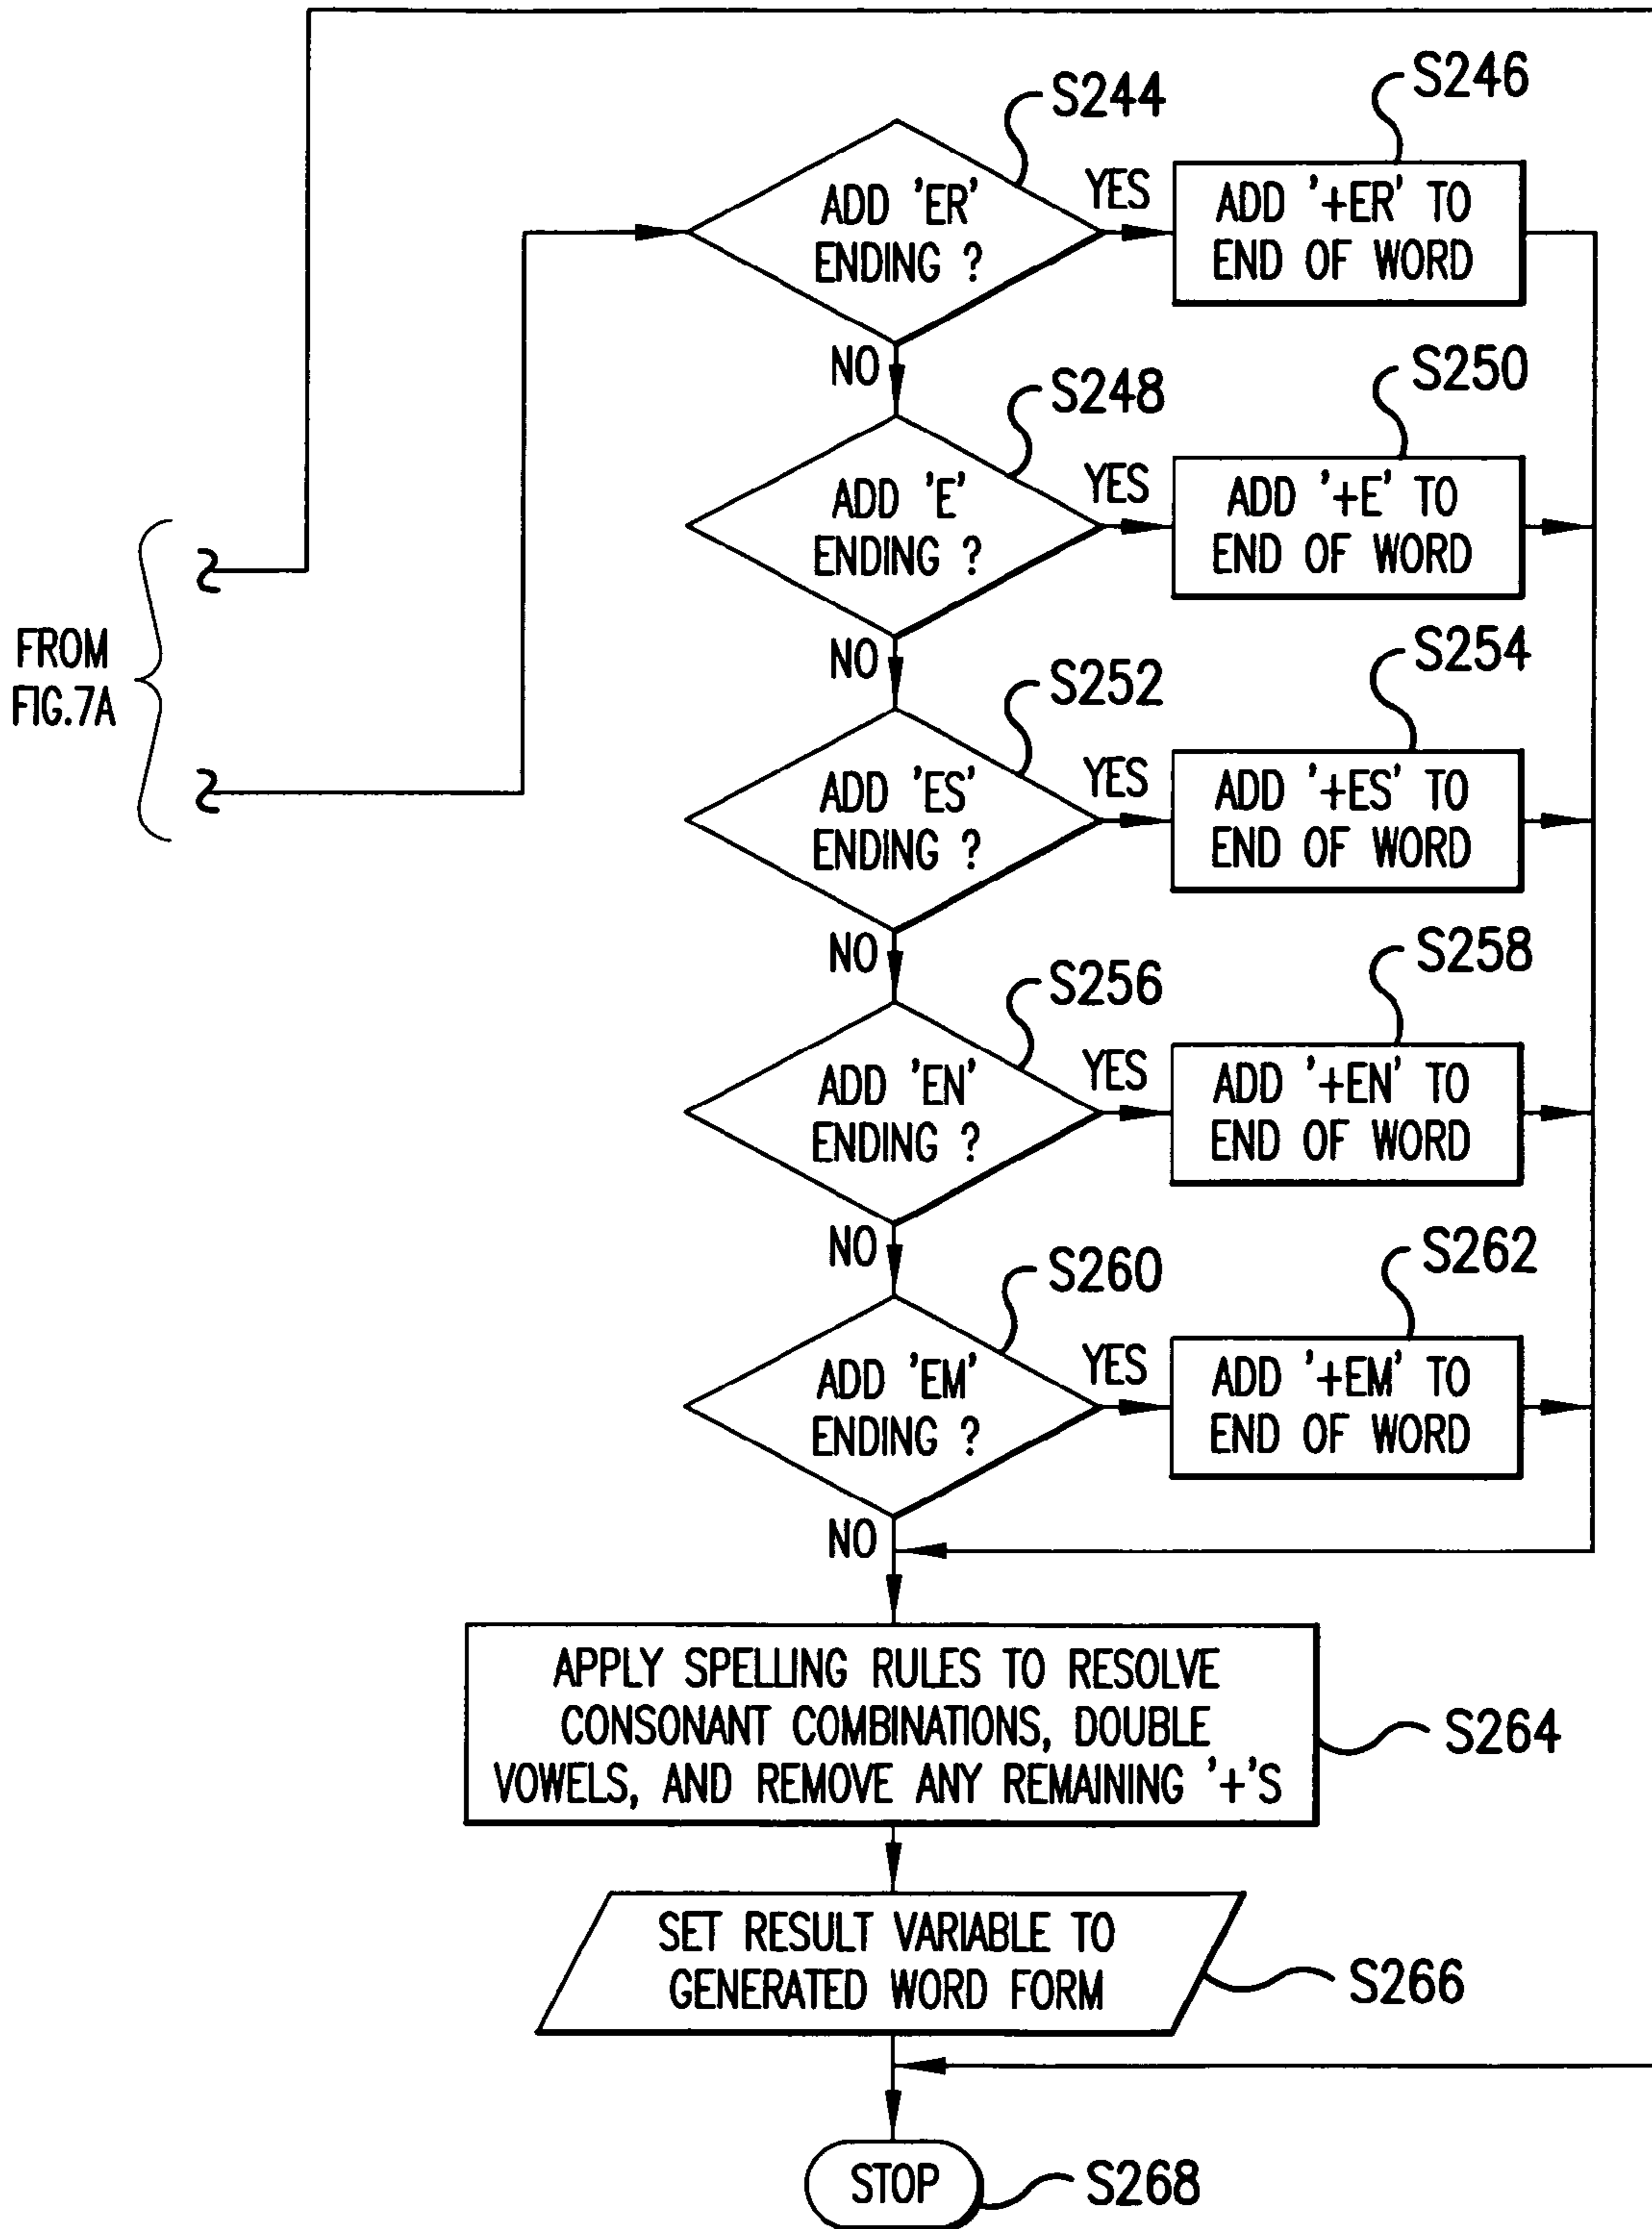 S244
S246
ADD 'ER'
ENDING ?
YES
ADD '+ER' TO
END OF WORD
NO
S248
S250
ADD 'E'
ENDING ?
YES
ADD '+E' TO
END OF WORD
FROM
FIG.7A
NO
S252
S254
ADD 'ES'
ENDING ?
YES
ADD '+ES' TO
END OF WORD
NO
S256
S258
ADD 'EN'
ENDING ?
YES
ADD '+EN' TO
END OF WORD
NO
S260
S262
ADD 'EM'
ENDING ?
YES
ADD '+EM' TO
END OF WORD
NO
APPLY SPELLING RULES TO RESOLVE
CONSONANT COMBINATIONS, DOUBLE
VOWELS, AND REMOVE ANY REMAINING '+'S
S264
SET RESULT VARIABLE TO
GENERATED WORD FORM
S266
STOP
S268